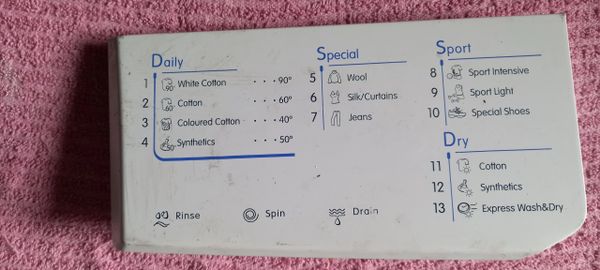 Daily
1 White Cotton · · · 90°
2 Cotton · · · 60°
3 Coloured Cotton · · · 40°
4 Synthetics · · · 50°
Special
5 Wool
6 Silk/Curtains
7 Jeans
Sport
8 Sport Intensive
9 Sport Light
10 Special Shoes
Dry
11 Cotton
12 Synthetics
13 Express Wash&Dry
Rinse
Spin
Drain